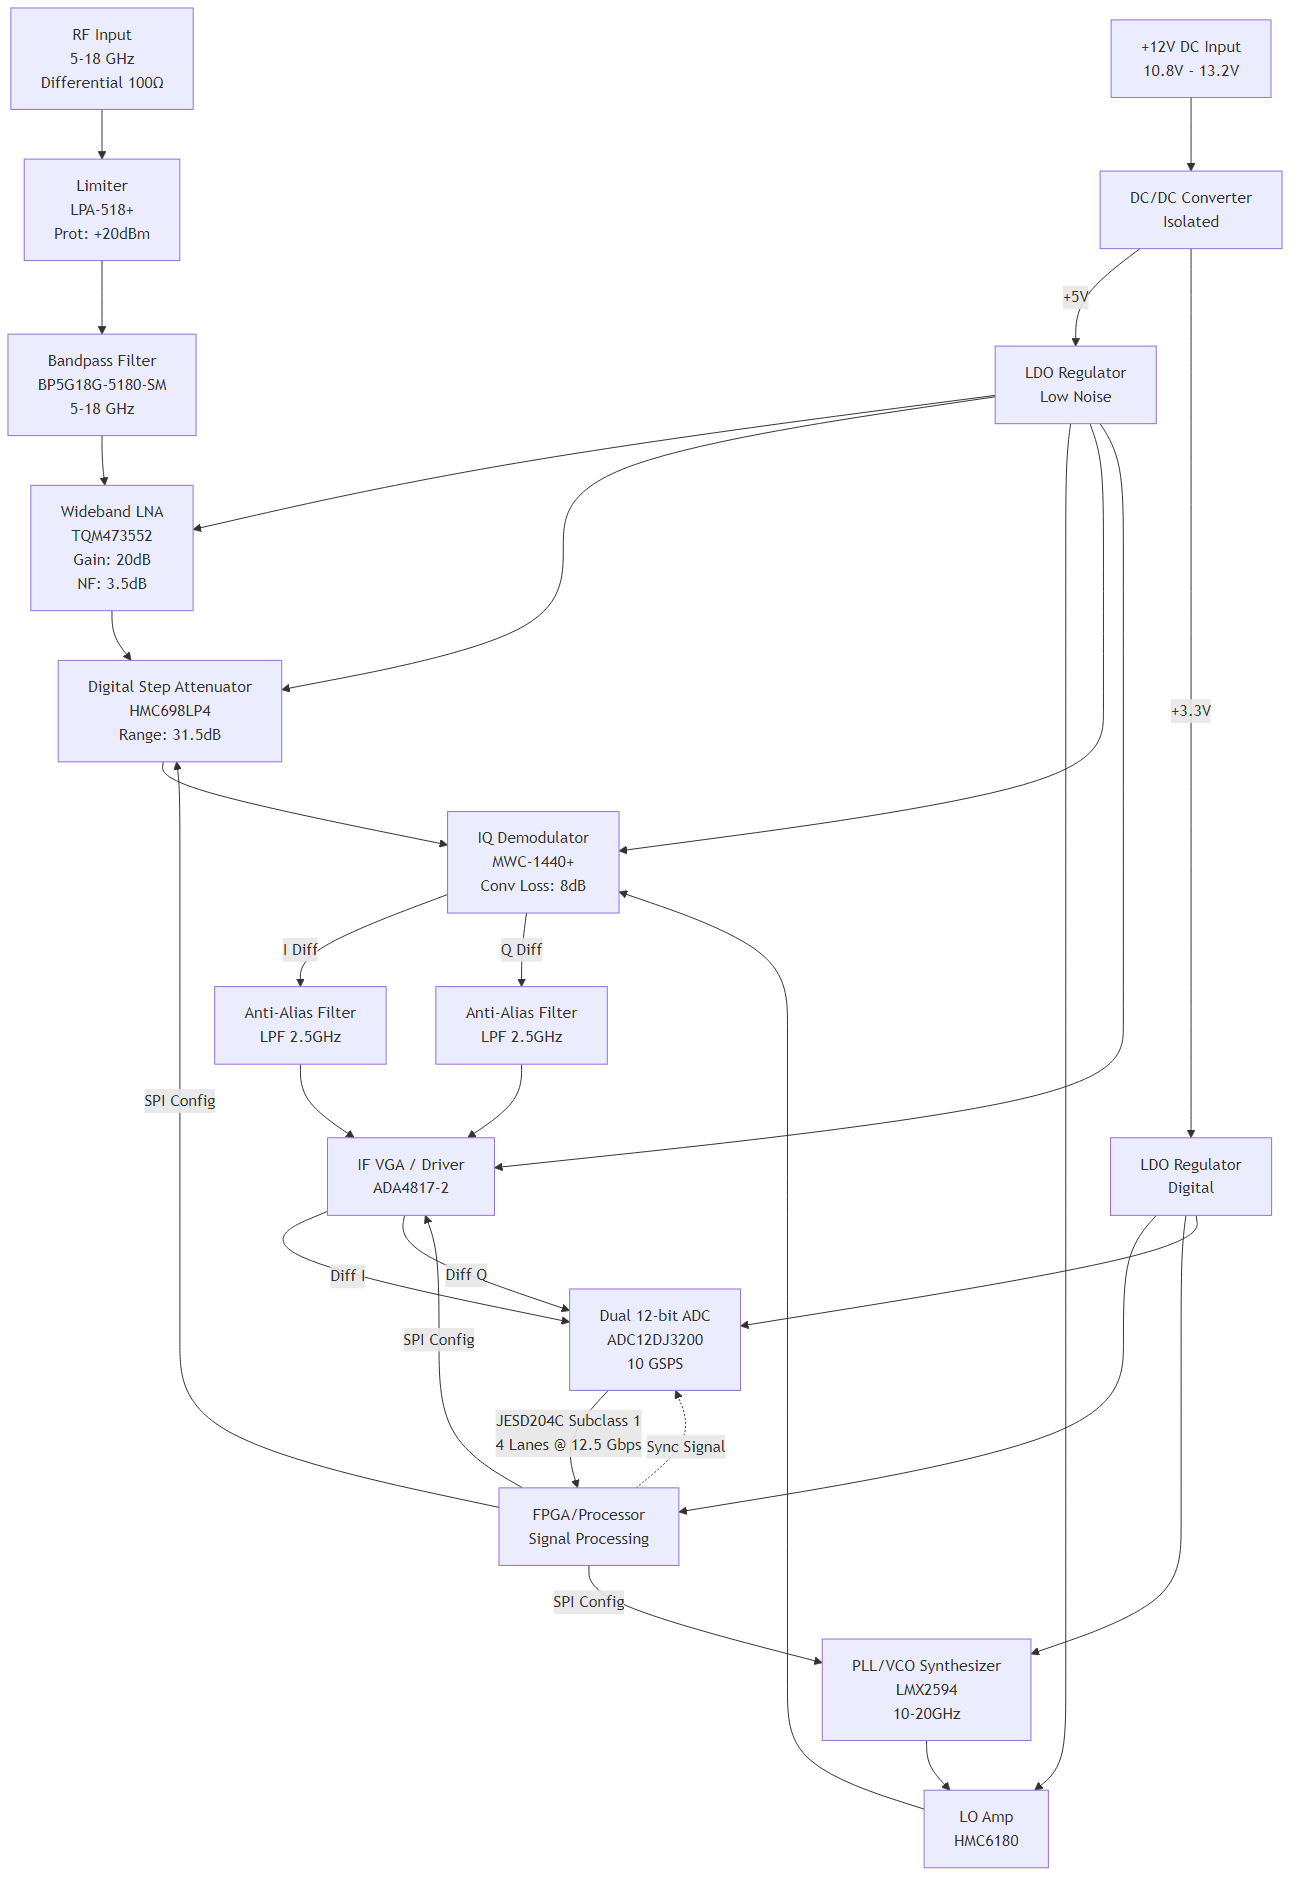 RF Input
5-18 GHz
Differential 100Ω
+12V DC Input
10.8V - 13.2V
Limiter
LPA-518+
Prot: +20dBm
DC/DC Converter
Isolated
+5V
Bandpass Filter
BP5G18G-5180-SM
5-18 GHz
LDO Regulator
Low Noise
Wideband LNA
TQM473552
Gain: 20dB
NF: 3.5dB
Digital Step Attenuator
HMC698LP4
Range: 31.5dB
+3.3V
IQ Demodulator
MWC-1440+
Conv Loss: 8dB
I Diff
Q Diff
Anti-Alias Filter
LPF 2.5GHz
Anti-Alias Filter
LPF 2.5GHz
SPI Config
IF VGA / Driver
ADA4817-2
LDO Regulator
Digital
Diff I
Diff Q
SPI Config
Dual 12-bit ADC
ADC12DJ3200
10 GSPS
JESD204C Subclass 1
4 Lanes @ 12.5 Gbps
Sync Signal
FPGA/Processor
Signal Processing
SPI Config
PLL/VCO Synthesizer
LMX2594
10-20GHz
LO Amp
HMC6180